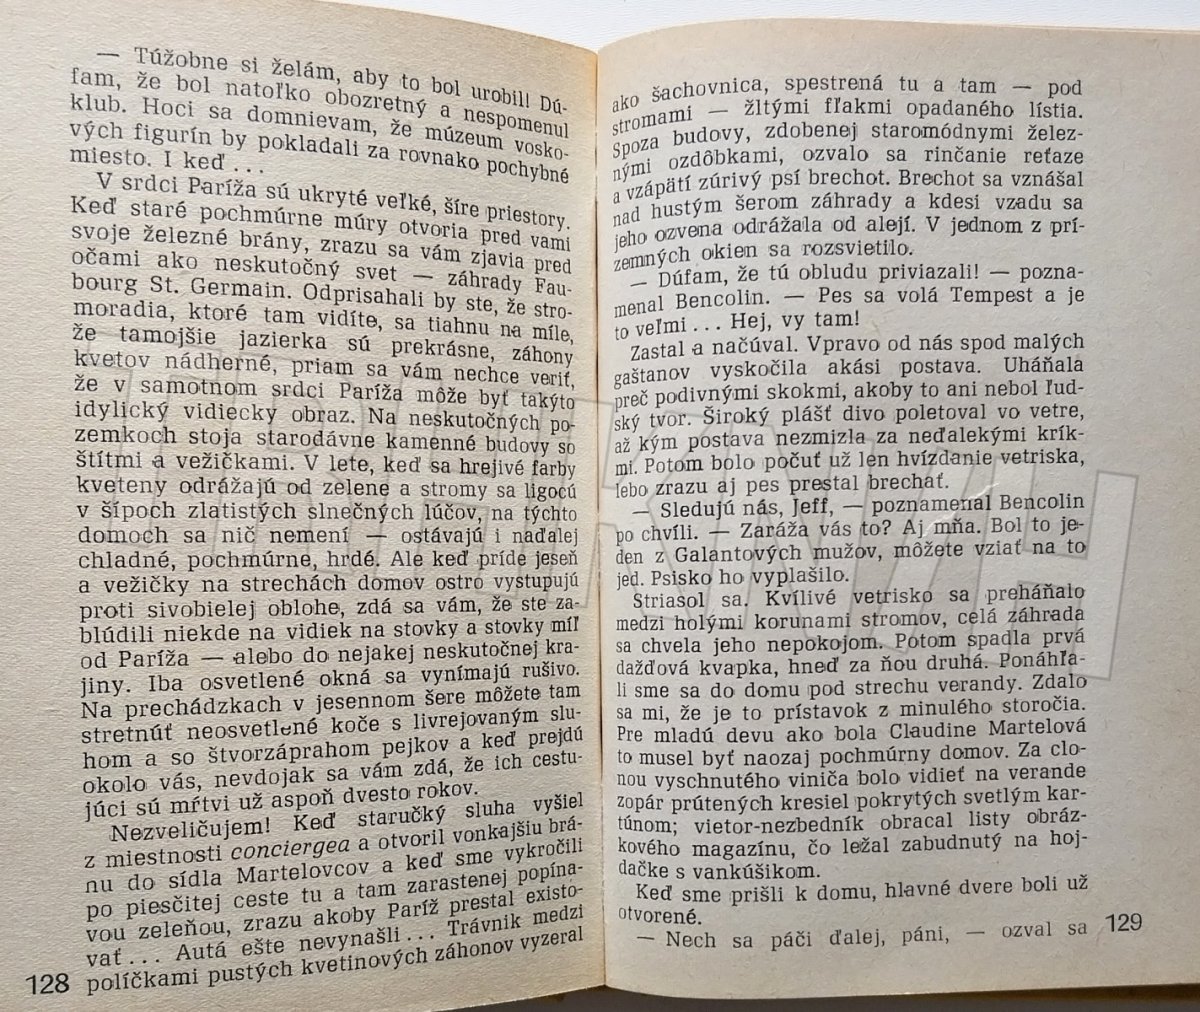 — Túžobne si želám, aby to bol urobil! Dú-
fam, že bol natoľko obozretný a nespomenul
klub. Hoci sa domnievam, že múzeum vosko-
vých figurín by pokladali za rovnako pochybné
miesto. I keď...
V srdci Paríža sú ukryté veľké, šíre priestory.
Keď staré pochmúrne múry otvoria pred vami
svoje železné brány, zrazu sa vám zjavia pred
očami ako neskutočný svet — záhrady Fau-
bourg St. Germain. Odprisahali by ste, že stro-
moradia, ktoré tam vidíte, sa tiahnu na míle,
že tamojšie jazierka sú prekrásne, záhony
kvetov nádherné, priam sa vám nechce veriť,
že v samotnom srdci Paríža môže byť takýto
idylický vidiecky obraz. Na neskutočných po-
zemkoch stoja starodávne kamenné budovy so
štítmi a vežičkami. V lete, keď sa hrejivé farby
kveteny odrážajú od zelene a stromy sa ligocú
v šípoch zlatistých slnečných lúčov, na týchto
domoch sa nič nemení — ostávajú i naďalej
chladné, pochmúrne, hrdé. Ale keď príde jeseň
a vežičky na strechách domov ostro vystupujú
proti sivobielej oblohe, zdá sa vám, že ste za-
blúdili niekde na vidiek na stovky a stovky míľ
od Paríža — alebo do nejakej neskutočnej kra-
jiny. Iba osvetlené okná sa vynímajú rušivo.
Na prechádzkach v jesennom šere môžete tam
stretnúť neosvetlené koče s livrejovaným slu-
hom a so štvorzáprahom pejkov a keď prejdú
okolo vás, nevdojak sa vám zdá, že ich cestu-
júci sú mŕtvi už aspoň dvesto rokov.
Nezveličujem! Keď staručký sluha vyšiel
z miestnosti conciergea a otvoril vonkajšiu brá-
nu do sídla Martelovcov a keď sme vykročili
po piesčitej ceste tu a tam zarastenej popína-
vou zeleňou, zrazu akoby Paríž prestal existo-
vať... Autá ešte nevynašli... Trávnik medzi
políčkami pustých kvetinových záhonov vyzeral
128
ako šachovnica, spestrená tu a tam — pod
stromami — žltými fľakmi opadaného lístia.
Spoza budovy, zdobenej staromódnymi želez-
nými ozdôbkami, ozvalo sa rinčanie reťaze
a vzápätí zúrivý psí brechot. Brechot sa vznášal
nad hustým šerom záhrady a kdesi vzadu sa
jeho ozvena odrážala od alejí. V jednom z prí-
zemných okien sa rozsvietilo.
— Dúfam, že tú obludu priviazali! — pozna-
menal Bencolin. — Pes sa volá Tempest a je
to veľmi... Hej, vy tam!
Zastal a načúval. Vpravo od nás spod malých
gaštanov vyskočila akási postava. Uháňala
preč podivnými skokmi, akoby to ani nebol ľud-
ský tvor. Široký plášť divo poletoval vo vetre,
až kým postava nezmizla za neďalekými krík-
mi. Potom bolo počuť už len hvízdanie vetriska,
lebo zrazu aj pes prestal brechať.
— Sledujú nás, Jeff, — poznamenal Bencolin
po chvíli. — Zaráža vás to? Aj mňa. Bol to je-
den z Galantových mužov, môžete vziať na to
jed. Psisko ho vyplašilo.
Striasol sa. Kvílivé vetrisko sa preháňalo
medzi holými korunami stromov, celá záhrada
sa chvela jeho nepokojom. Potom spadla prvá
dažďová kvapka, hneď za ňou druhá. Ponáhľa-
li sme sa do domu pod strechu verandy. Zdalo
sa mi, že je to prístavok z minulého storočia.
Pre mladú devu ako bola Claudine Martelová
to musel byť naozaj pochmúrny domov. Za clo-
nou vyschnutého viniča bolo vidieť na verande
zopár prútených kresiel pokrytých svetlým kar-
túnom; vietor-nezbedník obracal listy obráz-
kového magazínu, čo ležal zabudnutý na hoj-
dačke s vankúšikom.
Keď sme prišli k domu, hlavné dvere boli už
otvorené.
— Nech sa páči ďalej, páni, — ozval sa
129